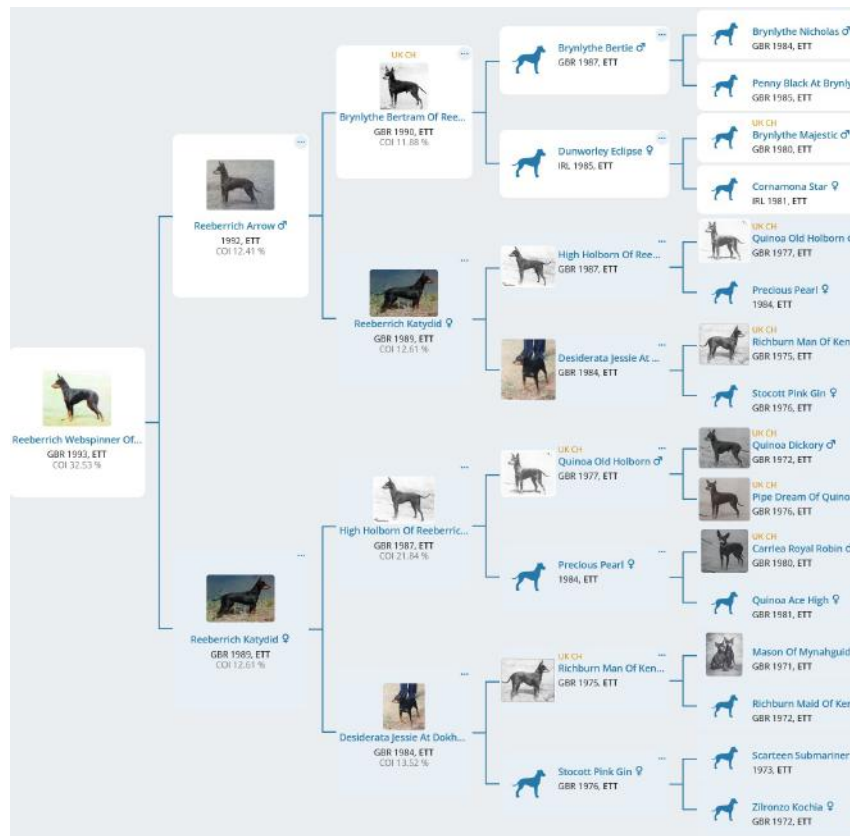 Reeberrich Webspinner Of...
GBR 1993, ETT
COI 32.53 %
Reeberrich Arrow ♂
1992, ETT
COI 12.41 %
Reeberrich Katydid ♀
GBR 1989, ETT
COI 12.61 %
UK CH
Brynlythe Bertram Of Ree...
GBR 1990, ETT
COI 11.88 %
Reeberrich Katydid ♀
GBR 1989, ETT
COI 12.61 %
High Holborn Of Reeberric...
GBR 1987, ETT
COI 21.84 %
Desiderata Jessie At Dokh...
GBR 1984, ETT
COI 13.52 %
Brynlythe Bertie ♂
GBR 1987, ETT
Dunworley Eclipse ♀
IRL 1985, ETT
High Holborn Of Ree...
GBR 1987, ETT
Desiderata Jessie At ...
GBR 1984, ETT
UK CH
Quinoa Old Holborn ♂
GBR 1977, ETT
Precious Pearl ♀
1984, ETT
UK CH
Richburn Man Of Ken...
GBR 1975, ETT
Stocott Pink Gin ♀
GBR 1976, ETT
Brynlythe Nicholas ♂
GBR 1984, ETT
Penny Black At Brynly
GBR 1985, ETT
UK CH
Brynlythe Majestic ♂
GBR 1980, ETT
Cornamona Star ♀
IRL 1981, ETT
UK CH
Quinoa Old Holborn
GBR 1977, ETT
Precious Pearl ♀
1984, ETT
UK CH
Richburn Man Of Ken
GBR 1975, ETT
Stocott Pink Gin ♀
GBR 1976, ETT
UK CH
Quinoa Dickory ♂
GBR 1972, ETT
UK CH
Pipe Dream Of Quino
GBR 1976, ETT
UK CH
Carrlea Royal Robin
GBR 1980, ETT
Quinoa Ace High ♀
GBR 1981, ETT
Mason Of Mynahguid
GBR 1971, ETT
Richburn Maid Of Ken
GBR 1972, ETT
Scarteen Submariner
1973, ETT
Zilronzo Kochia ♀
GBR 1972, ETT